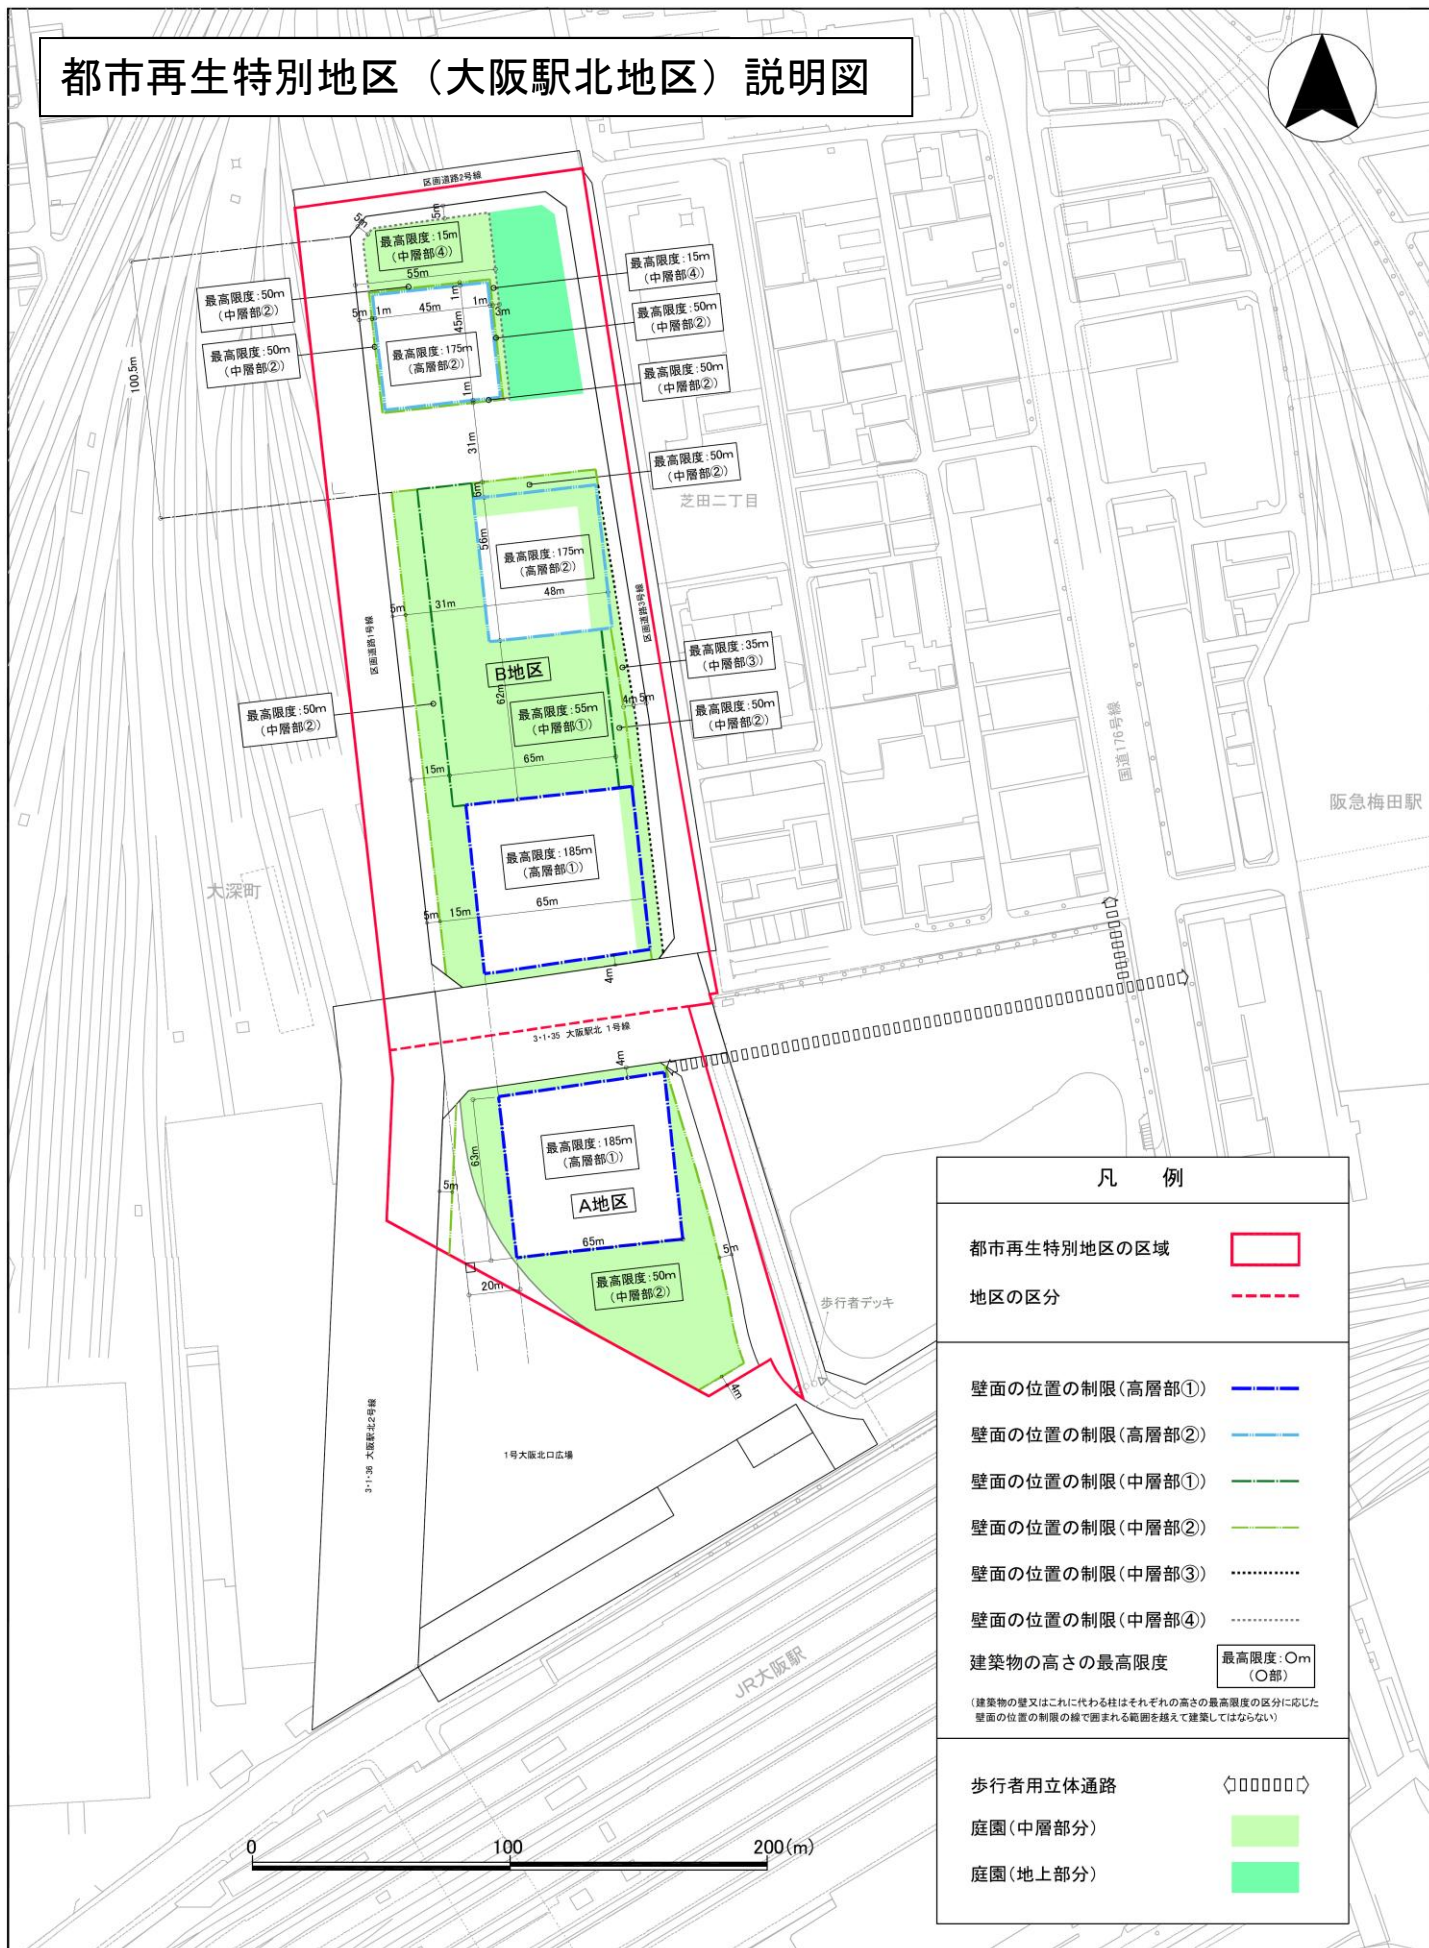 都市再生特別地区（大阪駅北地区）説明図
区画道路2号線
5m
5m
最高限度:15m
（中層部④）
55m
最高限度:15m
（中層部④）
最高限度:50m
（中層部②）
1m
5m
1m
45m
1m
3m
45m
最高限度:50m
（中層部②）
最高限度:50m
（中層部②）
最高限度:175m
（高層部②）
最高限度:50m
（中層部②）
100.5m
1m
31m
最高限度:50m
（中層部②）
6m
芝田二丁目
56m
最高限度:175m
（高層部②）
48m
5m
31m
区画道路1号線
区画道路3号線
最高限度:35m
（中層部③）
B地区
62m
最高限度:55m
（中層部①）
4m
5m
最高限度:50m
（中層部②）
最高限度:50m
（中層部②）
国道176号線
15m
65m
阪急梅田駅
最高限度:185m
（高層部①）
大深町
5m
15m
65m
4m
3・1・35 大阪駅北 1号線
4m
63m
最高限度:185m
（高層部①）
5m
A地区
65m
5m
20m
最高限度:50m
（中層部②）
歩行者デッキ
4m
3・1・36 大阪駅北2号線
1号大阪北口広場
JR大阪駅
0
100
200(m)
凡　例
都市再生特別地区の区域
地区の区分
壁面の位置の制限(高層部①)
壁面の位置の制限(高層部②)
壁面の位置の制限(中層部①)
壁面の位置の制限(中層部②)
壁面の位置の制限(中層部③)
壁面の位置の制限(中層部④)
建築物の高さの最高限度
最高限度:〇m
（〇部）
（建築物の壁又はこれに代わる柱はそれぞれの高さの最高限度の区分に応じた
壁面の位置の制限の線で囲まれる範囲を越えて建築してはならない）
歩行者用立体通路
庭園(中層部分)
庭園(地上部分)